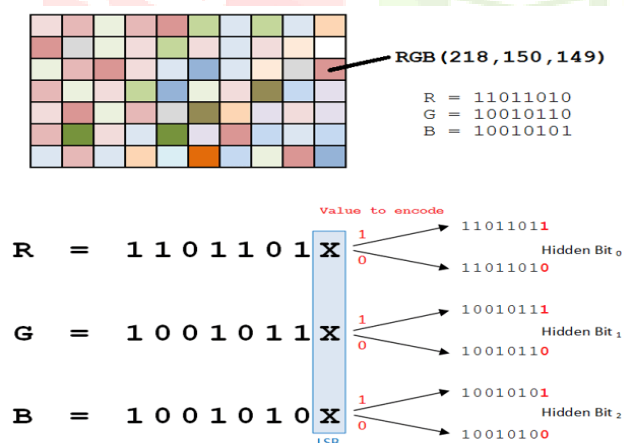 RGB(218,150,149)
R = 11011010
G = 10010110
B = 10010101
Value to encode
R = 1101101X
1
0
11011011
11011010
Hidden Bit 0
G = 1001011X
1
0
10010111
10010110
Hidden Bit 1
B = 1001010X
1
0
10010101
10010100
Hidden Bit 2
LSB